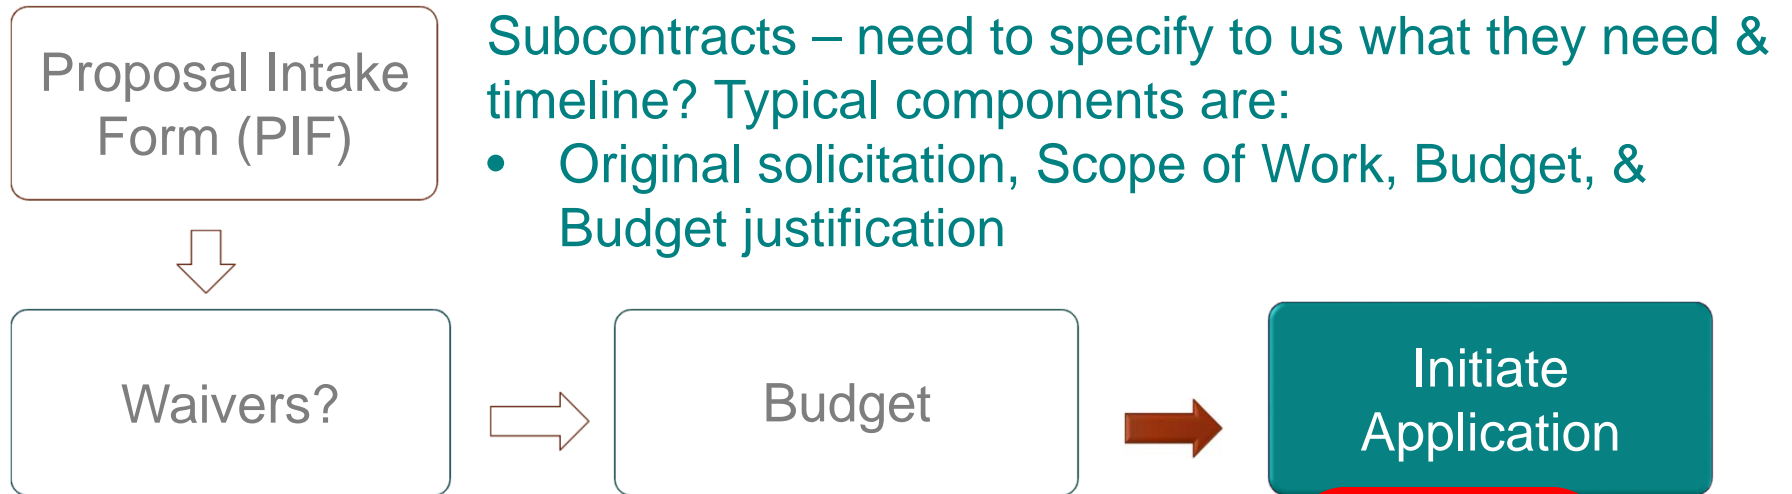 Proposal Intake
Form (PIF)
Subcontracts – need to specify to us what they need &
timeline? Typical components are:
• Original solicitation, Scope of Work, Budget, &
Budget justification
Waivers?
Budget
Initiate
Application